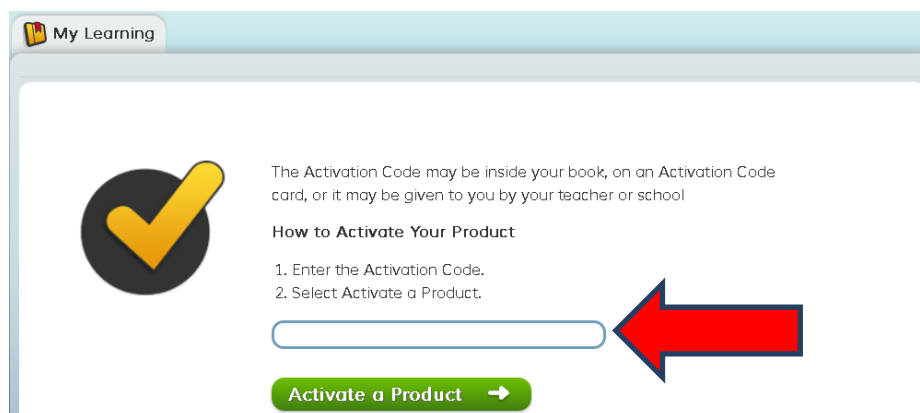 My Learning
The Activation Code may be inside your book, on an Activation Code
card, or it may be given to you by your teacher or school
How to Activate Your Product
1. Enter the Activation Code.
2. Select Activate a Product.
Activate a Product